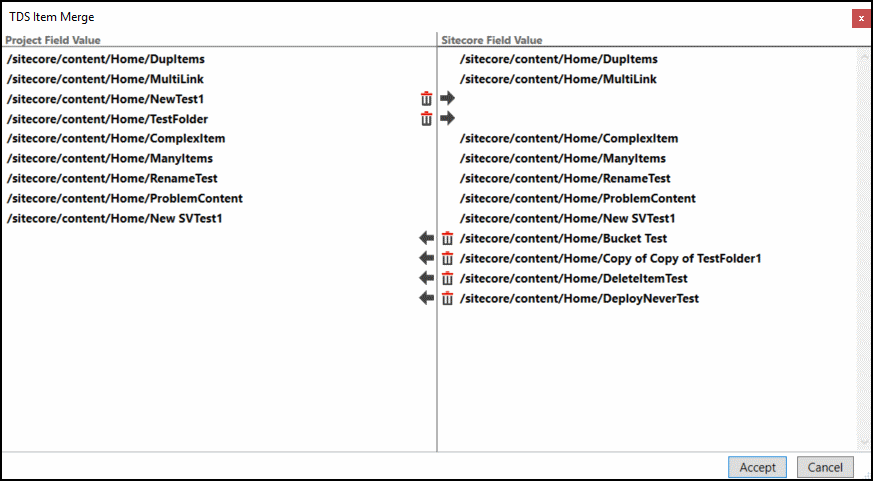 TDS Item Merge
x
Project Field Value
Sitecore Field Value
/sitecore/content/Home/DupItems
/sitecore/content/Home/DupItems
/sitecore/content/Home/MultiLink
/sitecore/content/Home/MultiLink
/sitecore/content/Home/NewTest1
/sitecore/content/Home/TestFolder
/sitecore/content/Home/ComplexItem
/sitecore/content/Home/ComplexItem
/sitecore/content/Home/ManyItems
/sitecore/content/Home/ManyItems
/sitecore/content/Home/RenameTest
/sitecore/content/Home/RenameTest
/sitecore/content/Home/ProblemContent
/sitecore/content/Home/ProblemContent
/sitecore/content/Home/New SVTest1
/sitecore/content/Home/New SVTest1
/sitecore/content/Home/Bucket Test
/sitecore/content/Home/Copy of Copy of TestFolder1
/sitecore/content/Home/DeleteItemTest
/sitecore/content/Home/DeployNeverTest
Accept
Cancel